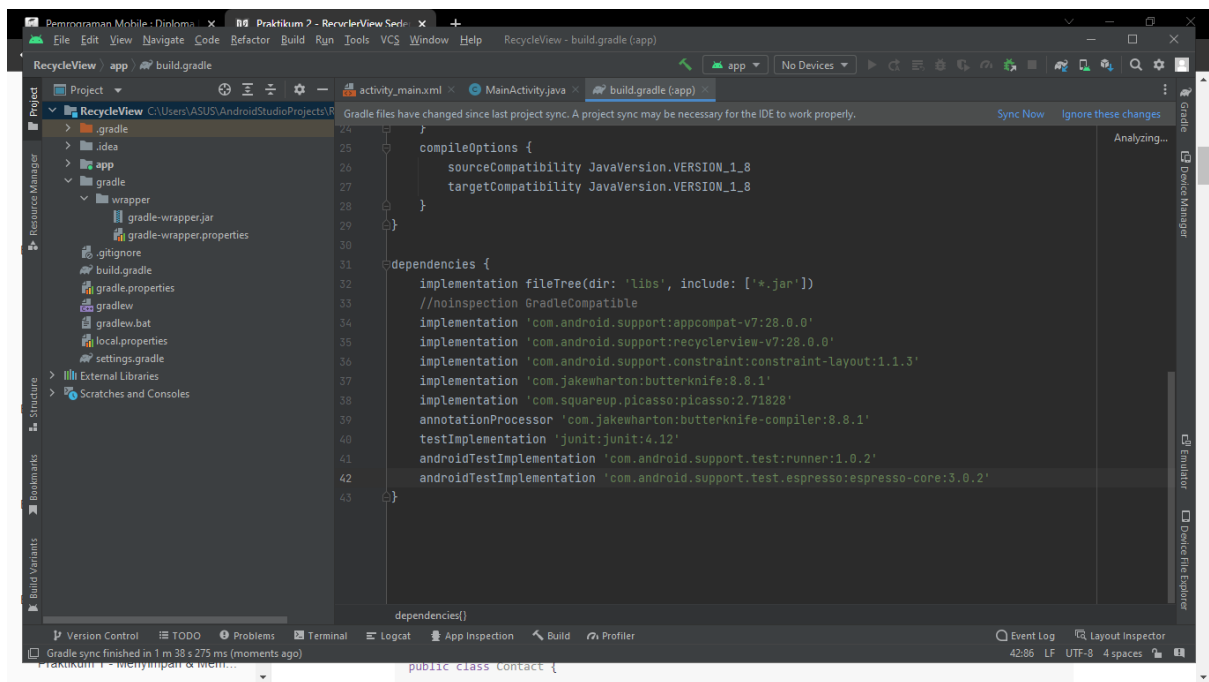 Pemrograman Mobile : Diploma
Praktikum 2 - RecyclerView Sede
File Edit View Navigate Code Refactor Build Run Tools VCS Window Help RecycleView - build.gradle (:app)
RecycleView app build.gradle
app
No Devices
Project
activity_main.xml
MainActivity.java
build.gradle (:app)
Gradle files have changed since last project sync. A project sync may be necessary for the IDE to work properly.
Sync Now
Ignore these changes
Analyzing...
Project
Resource Manager
Structure
Bookmarks
Build Variants
RecycleView C:\Users\ASUS\AndroidStudioProjects\R
.gradle
.idea
app
gradle
wrapper
gradle-wrapper.jar
gradle-wrapper.properties
.gitignore
build.gradle
gradle.properties
gradlew
gradlew.bat
local.properties
settings.gradle
External Libraries
Scratches and Consoles
24 }
25 compileOptions {
26 sourceCompatibility JavaVersion.VERSION_1_8
27 targetCompatibility JavaVersion.VERSION_1_8
28 }
29 }
30
31 dependencies {
32 implementation fileTree(dir: 'libs', include: ['*.jar'])
33 //noinspection GradleCompatible
34 implementation 'com.android.support:appcompat-v7:28.0.0'
35 implementation 'com.android.support:recyclerview-v7:28.0.0'
36 implementation 'com.android.support.constraint:constraint-layout:1.1.3'
37 implementation 'com.jakewharton:butterknife:8.8.1'
38 implementation 'com.squareup.picasso:picasso:2.71828'
39 annotationProcessor 'com.jakewharton:butterknife-compiler:8.8.1'
40 testImplementation 'junit:junit:4.12'
41 androidTestImplementation 'com.android.support.test:runner:1.0.2'
42 androidTestImplementation 'com.android.support.test.espresso:espresso-core:3.0.2'
43 }
dependencies{}
Gradle
Device Manager
Emulator
Device File Explorer
Version Control TODO Problems Terminal Logcat App Inspection Build Profiler
Event Log Layout Inspector
Gradle sync finished in 1 m 38 s 275 ms (moments ago)
42:86 LF UTF-8 4 spaces
Praktikum 1 - Menyimpan & Mem...
public class Contact {